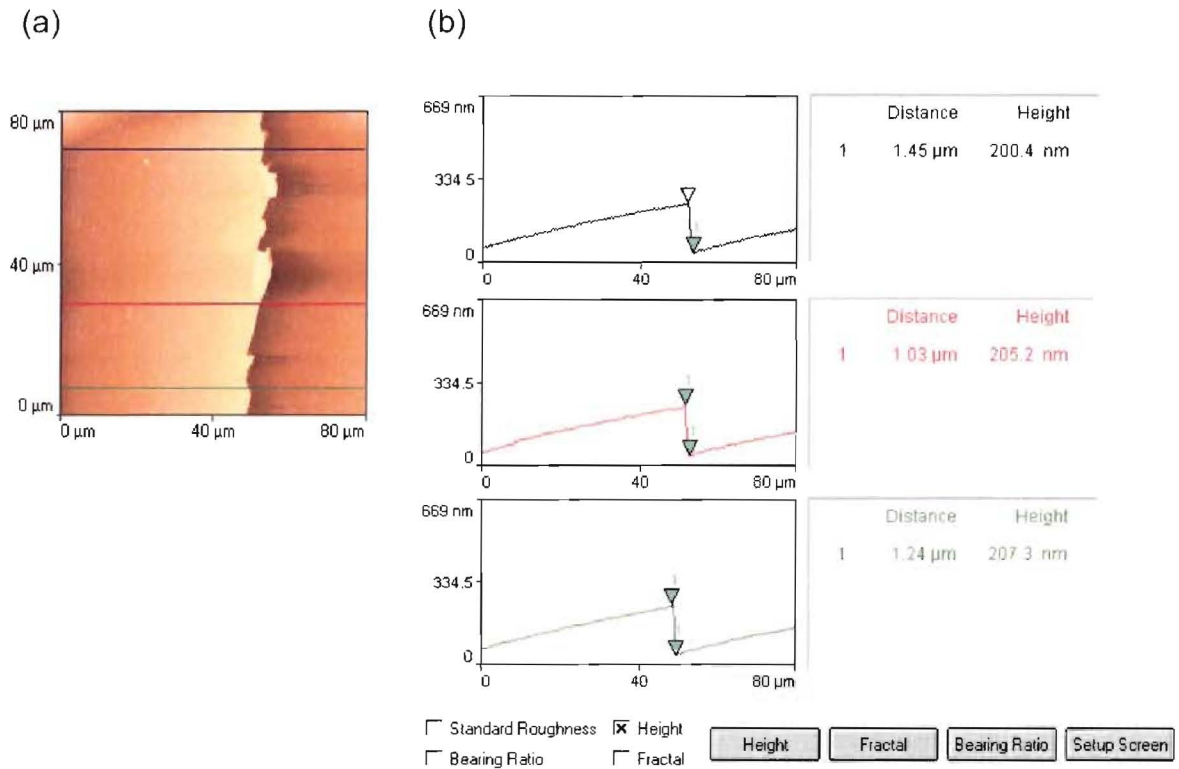 (a)
(b)
80 µm
40 µm
0 µm
0 µm 40 µm 80 µm
669 nm
334.5
0
0 40 80 µm
Distance Height
1 1.45 µm 200.4 nm
669 nm
334.5
0
0 40 80 µm
Distance Height
1 1.03 µm 205.2 nm
669 nm
334.5
0
0 40 80 µm
Distance Height
1 1.24 µm 207.3 nm
Standard Roughness Height
Bearing Ratio Fractal
Height Fractal Bearing Ratio Setup Screen